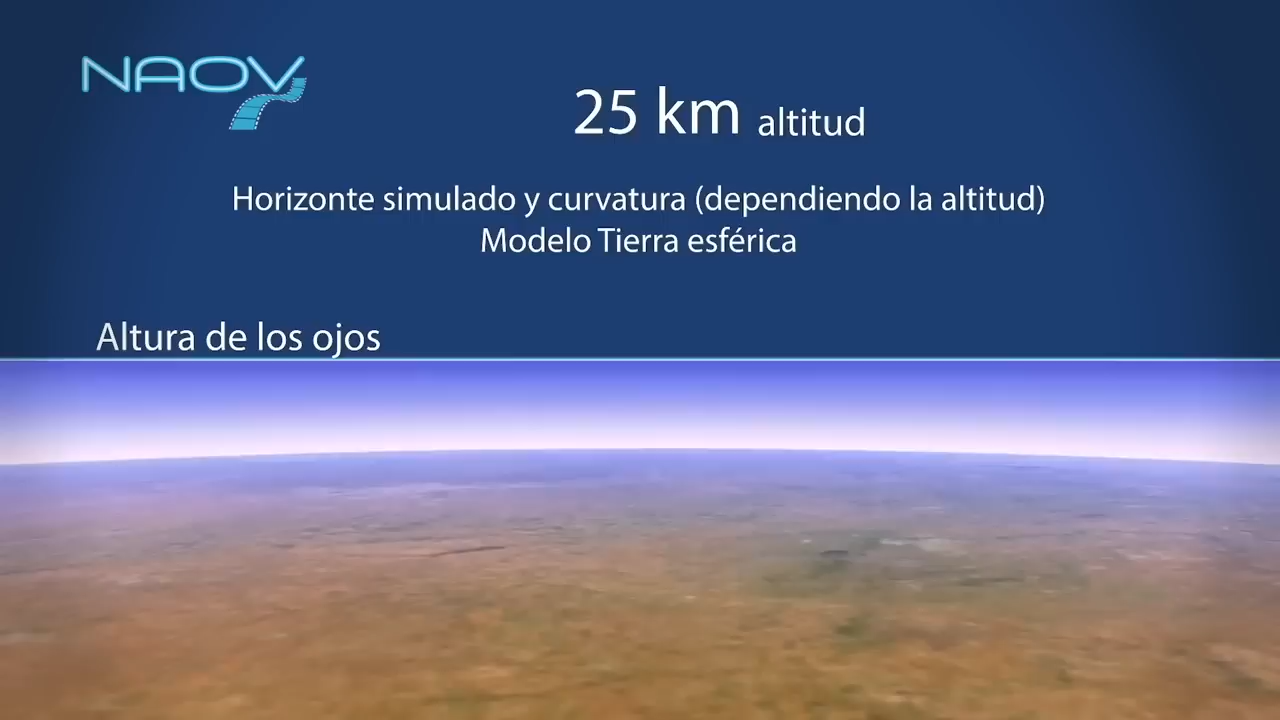 NAOV
25 km altitud
Horizonte simulado y curvatura (dependiendo la altitud)
Modelo Tierra esférica
Altura de los ojos